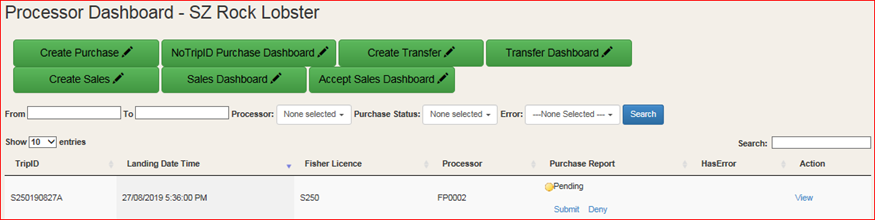 Processor Dashboard - SZ Rock Lobster
Create Purchase NoTripID Purchase Dashboard Create Transfer Transfer Dashboard
Create Sales Sales Dashboard Accept Sales Dashboard
From To Processor: None selected Purchase Status: None selected Error: ---None Selected --- Search
Show 10 entries Search:
TripID Landing Date Time Fisher Licence Processor Purchase Report HasError Action
S250190827A 27/08/2019 5:36:00 PM S250 FP0002 Pending View
Submit Deny